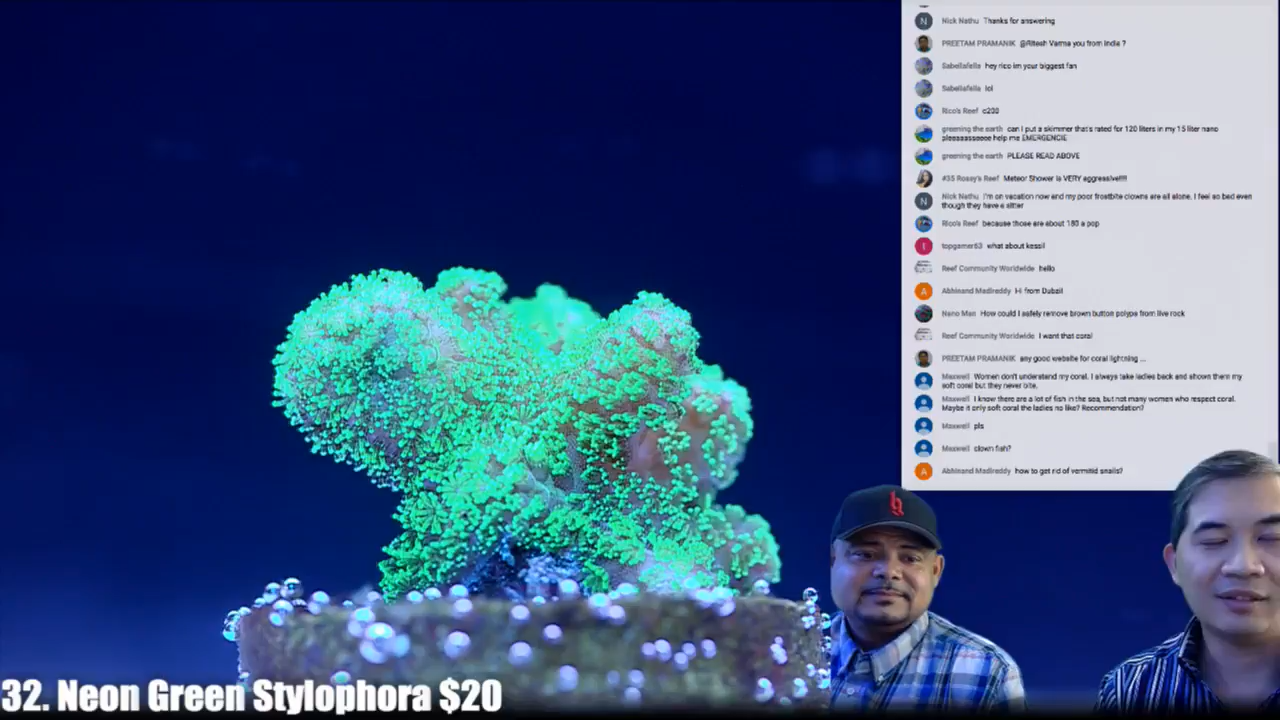 Nick Nathu Thanks for answering
PREETAM PRAMANIK @Ritesh Varma you from India ?
Sabellafella hey rico im your biggest fan
Sabellafella lol
Rico's Reef c200
greening the earth can I put a skimmer that's rated for 120 liters in my 15 liter nano
pleaaasseeee help me EMERGENCIE
greening the earth PLEASE READ ABOVE
#35 Rosey's Reef Meteor Shower is VERY aggressive!!!!
Nick Nathu I'm on vacation now and my poor frostbite clowns are all alone. I feel so bad even
though they have a sitter
Rico's Reef because those are about 180 a pop
topgamer63 what about kessil
Reef Community Worldwide hello
Abhinand Madireddy Hi from Dubai!
Nano Man How could I safely remove brown button polyps from live rock
Reef Community Worldwide I want that coral
PREETAM PRAMANIK any good website for coral lightning ...
Maxwell Women don't understand my coral. I always take ladies back and shown them my
soft coral but they never bite.
Maxwell I know there are a lot of fish in the sea, but not many women who respect coral.
Maybe it only soft coral the ladies no like? Recommendation?
Maxwell pls
Maxwell clown fish?
Abhinand Madireddy how to get rid of vermitid snails?
32. Neon Green Stylophora $20